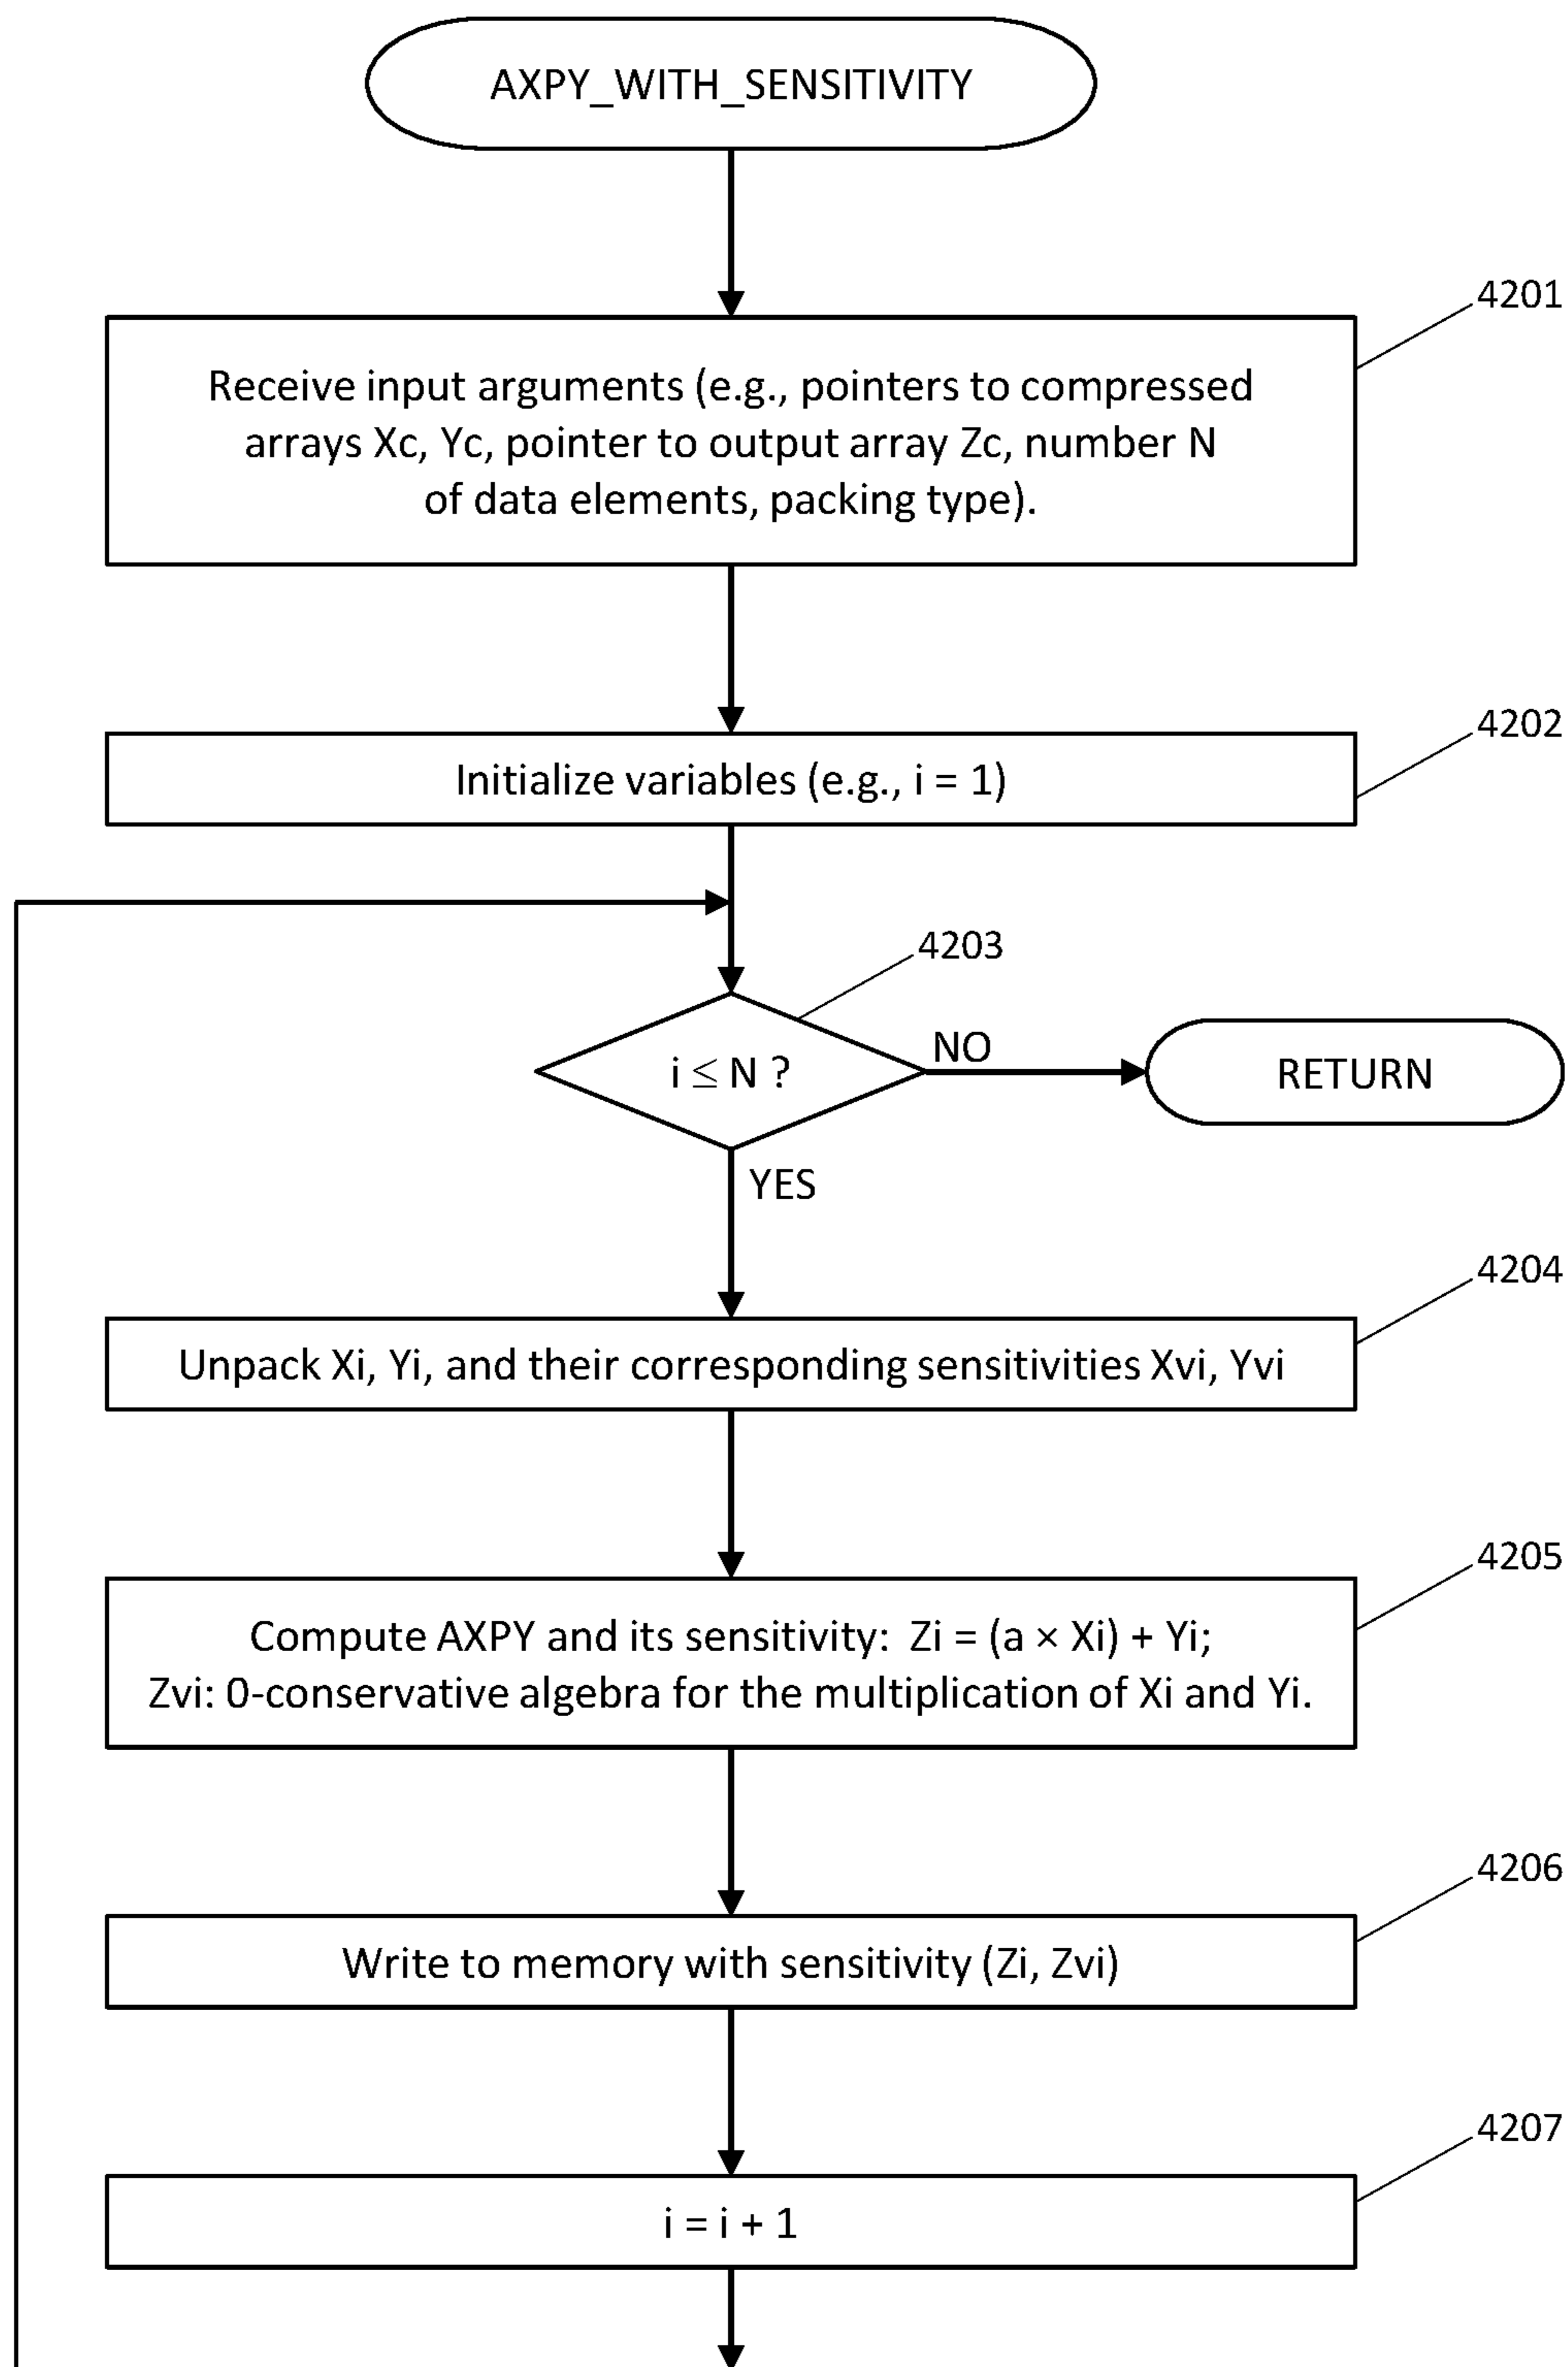 AXPY_WITH_SENSITIVITY
4201
Receive input arguments (e.g., pointers to compressed
arrays Xc, Yc, pointer to output array Zc, number N
of data elements, packing type).
4202
Initialize variables (e.g., i = 1)
4203
i ≤ N ?
NO
RETURN
YES
4204
Unpack Xi, Yi, and their corresponding sensitivities Xvi, Yvi
4205
Compute AXPY and its sensitivity: Zi = (a × Xi) + Yi;
Zvi: 0-conservative algebra for the multiplication of Xi and Yi.
4206
Write to memory with sensitivity (Zi, Zvi)
4207
i = i + 1